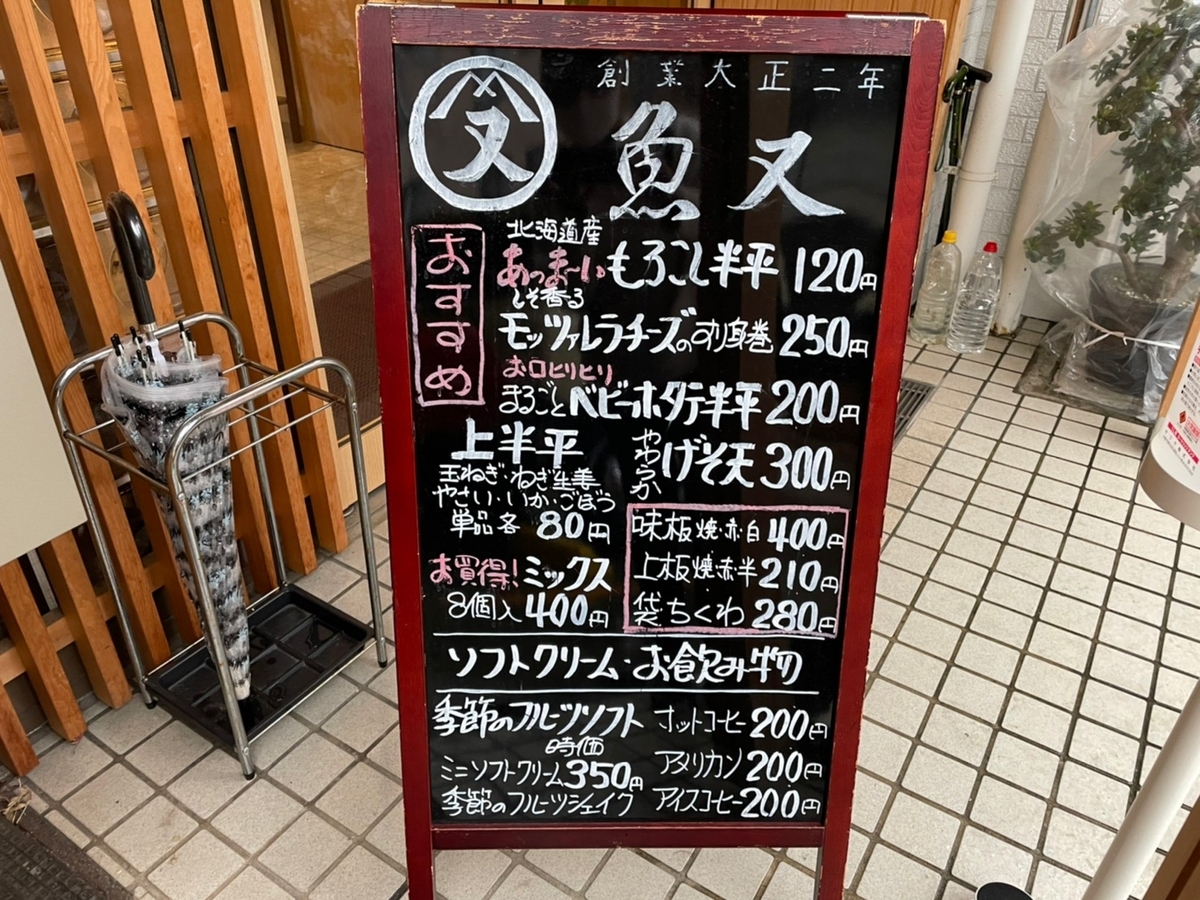 創業大正二年
又
魚又
おすすめ
北海道産
あっま〜い もろこし半平 120円
しそ香る
モッツァレラチーズのすり身巻 250円
お口ヒリヒリ
まるごとベビーホタテ半平 200円
やわらか げそ天 300円
上半平
玉ねぎ・ねぎ生姜
やさい・いか・ごぼう
単品各 80円
お買得! ミックス
8個入 400円
味板焼・赤・白 400円
上板焼・赤半 210円
袋ちくわ 280円
ソフトクリーム・お飲み物
季節のフルーツソフト
時価
ミニソフトクリーム 350円
季節のフルーツシェイク
ホットコーヒー 200円
アメリカン 200円
アイスコーヒー 200円